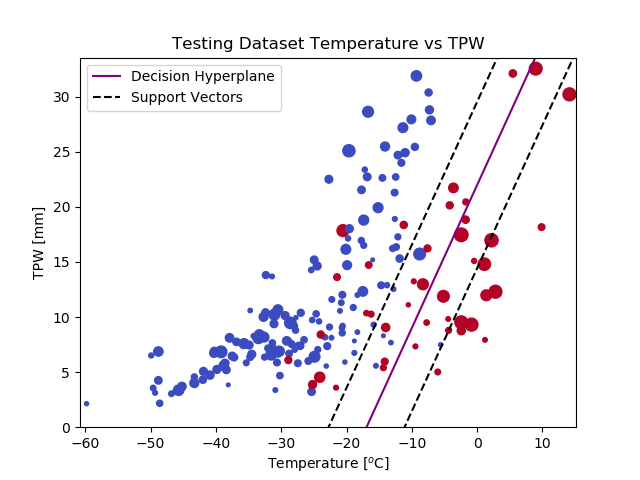 Testing Dataset Temperature vs TPW
Decision Hyperplane
Support Vectors
TPW [mm]
30
25
20
15
10
5
0
−60 −50 −40 −30 −20 −10 0 10
Temperature [°C]